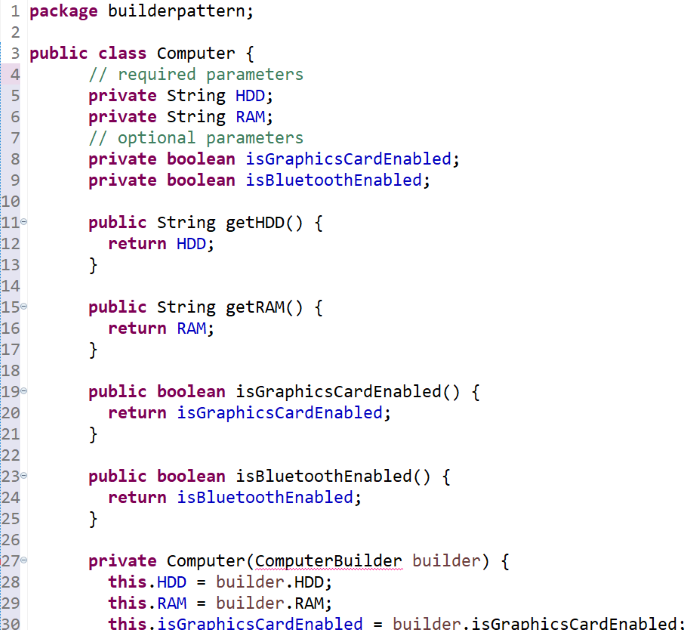 1 package builderpattern;
2
3 public class Computer {
4 // required parameters
5 private String HDD;
6 private String RAM;
7 // optional parameters
8 private boolean isGraphicsCardEnabled;
9 private boolean isBluetoothEnabled;
10
11 public String getHDD() {
12 return HDD;
13 }
14
15 public String getRAM() {
16 return RAM;
17 }
18
19 public boolean isGraphicsCardEnabled() {
20 return isGraphicsCardEnabled;
21 }
22
23 public boolean isBluetoothEnabled() {
24 return isBluetoothEnabled;
25 }
26
27 private Computer(ComputerBuilder builder) {
28 this.HDD = builder.HDD;
29 this.RAM = builder.RAM;
30 this.isGraphicsCardEnabled = builder.isGraphicsCardEnabled;